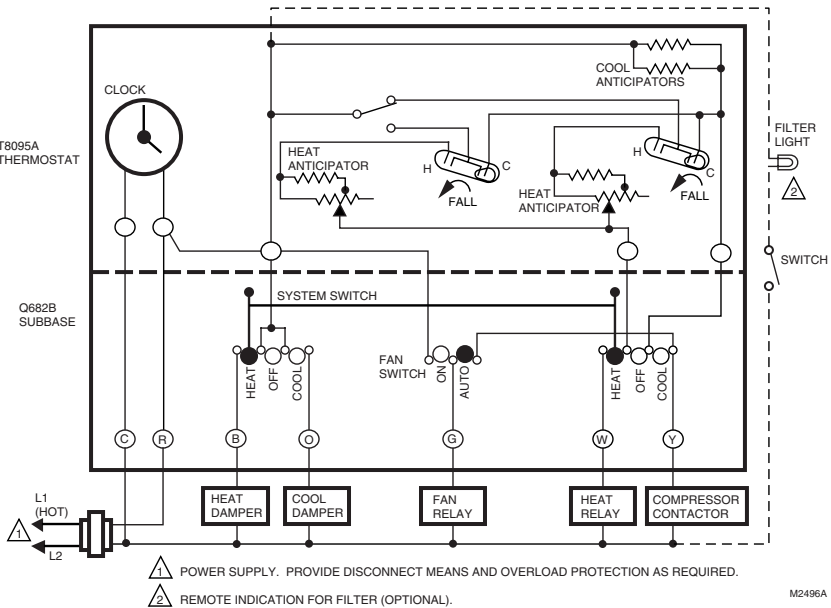 CLOCK
COOL
ANTICIPATORS
T8095A
THERMOSTAT
FILTER
LIGHT
2
HEAT
ANTICIPATOR
H
C
FALL
HEAT
ANTICIPATOR
H
C
FALL
SWITCH
Q682B
SUBBASE
SYSTEM SWITCH
FAN
SWITCH
HEAT
OFF
COOL
ON
AUTO
HEAT
OFF
COOL
C
R
B
O
G
W
Y
L1
(HOT)
1
L2
HEAT
DAMPER
COOL
DAMPER
FAN
RELAY
HEAT
RELAY
COMPRESSOR
CONTACTOR
1 POWER SUPPLY. PROVIDE DISCONNECT MEANS AND OVERLOAD PROTECTION AS REQUIRED.
2 REMOTE INDICATION FOR FILTER (OPTIONAL).
M2496A